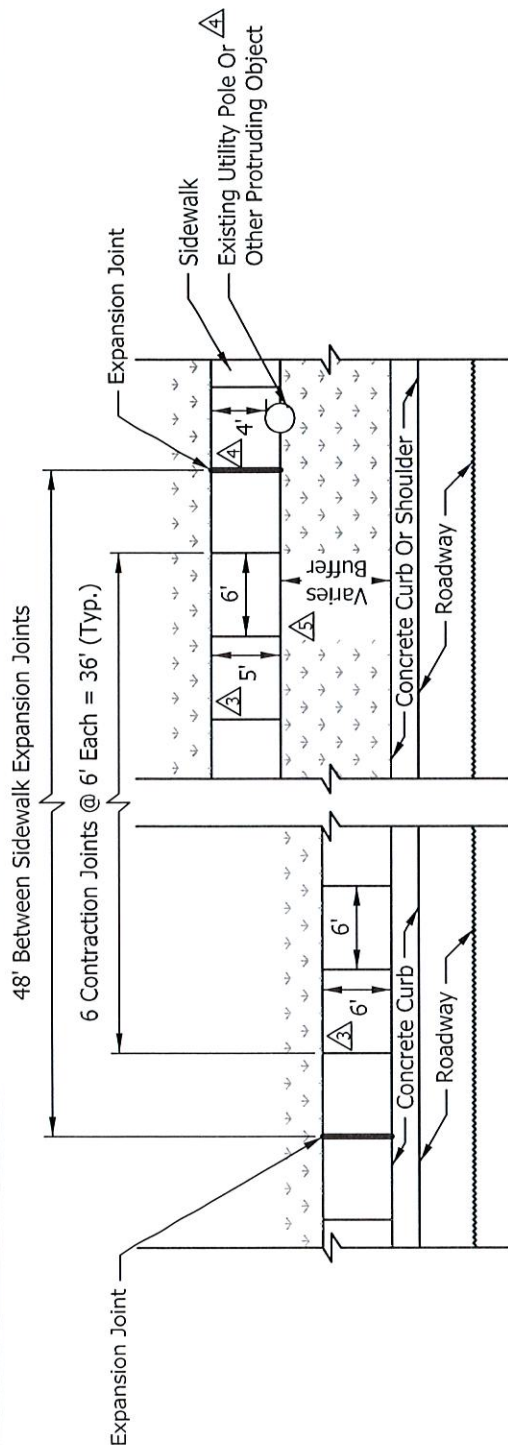 48' Between Sidewalk Expansion Joints
6 Contraction Joints @ 6' Each = 36' (Typ.)
Expansion Joint
Expansion Joint
Sidewalk
Existing Utility Pole Or 4
Other Protruding Object
3
6'
6'
3
5'
6'
4
4'
5
Varies
Buffer
Concrete Curb
Roadway
Concrete Curb Or Shoulder
Roadway